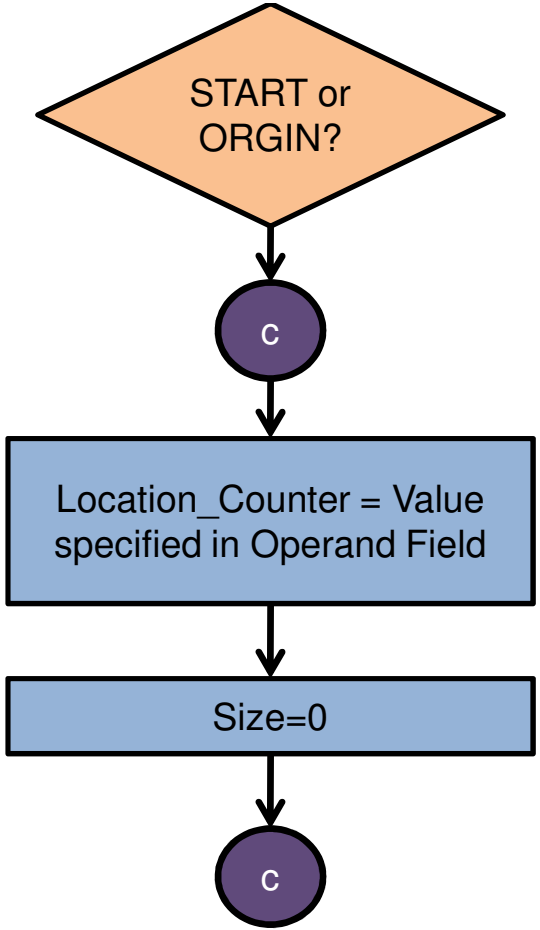 START or
ORGIN?
c
Location_Counter = Value
specified in Operand Field
Size=0
c